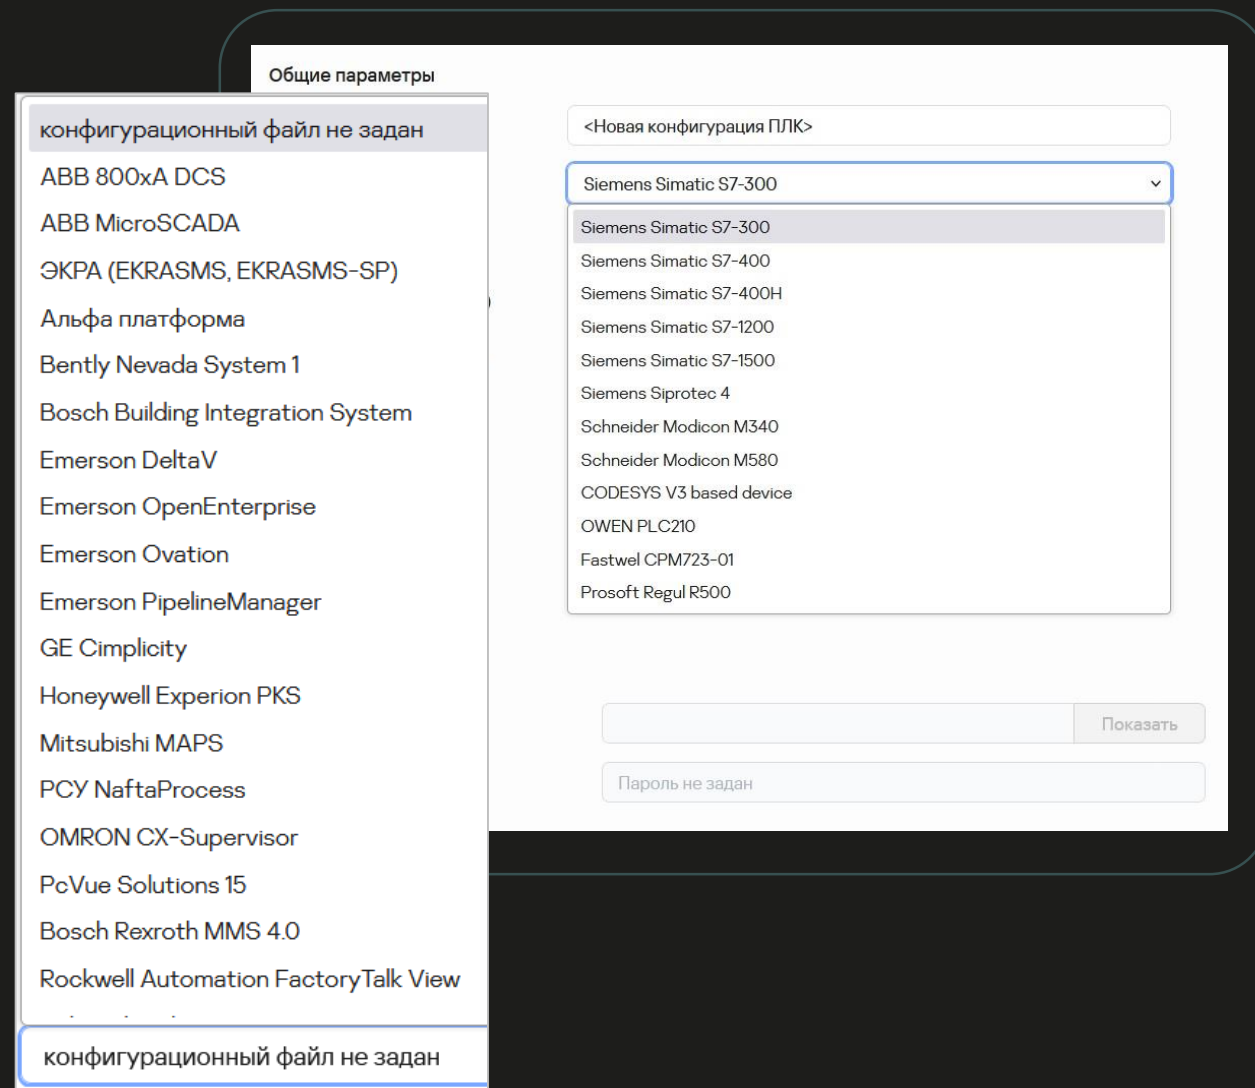 Общие параметры
конфигурационный файл не задан
ABB 800xA DCS
ABB MicroSCADA
ЭКРА (EKRASMS, EKRASMS-SP)
Альфа платформа
Bently Nevada System 1
Bosch Building Integration System
Emerson DeltaV
Emerson OpenEnterprise
Emerson Ovation
Emerson PipelineManager
GE Cimplicity
Honeywell Experion PKS
Mitsubishi MAPS
РСУ NaftaProcess
OMRON CX-Supervisor
PcVue Solutions 15
Bosch Rexroth MMS 4.0
Rockwell Automation FactoryTalk View
конфигурационный файл не задан
<Новая конфигурация ПЛК>
Siemens Simatic S7-300
Siemens Simatic S7-300
Siemens Simatic S7-400
Siemens Simatic S7-400H
Siemens Simatic S7-1200
Siemens Simatic S7-1500
Siemens Siprotec 4
Schneider Modicon M340
Schneider Modicon M580
CODESYS V3 based device
OWEN PLC210
Fastwel CPM723-01
Prosoft Regul R500
Показать
Пароль не задан